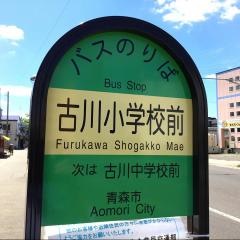 バスのりば
Bus Stop
古川小学校前
Furukawa Shogakko Mae
次は 古川中学校前
青森市
Aomori City